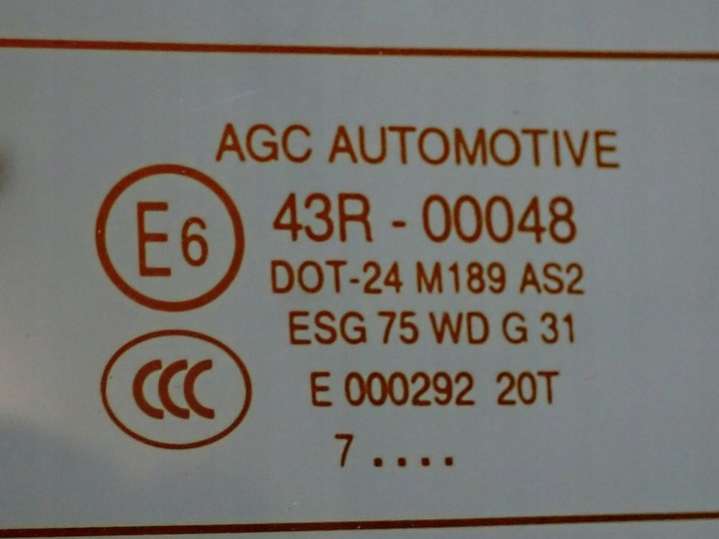 AGC AUTOMOTIVE
E6
43R - 00048
DOT-24 M189 AS2
ESG 75 WD G 31
CCC
E 000292 20T
7 ....